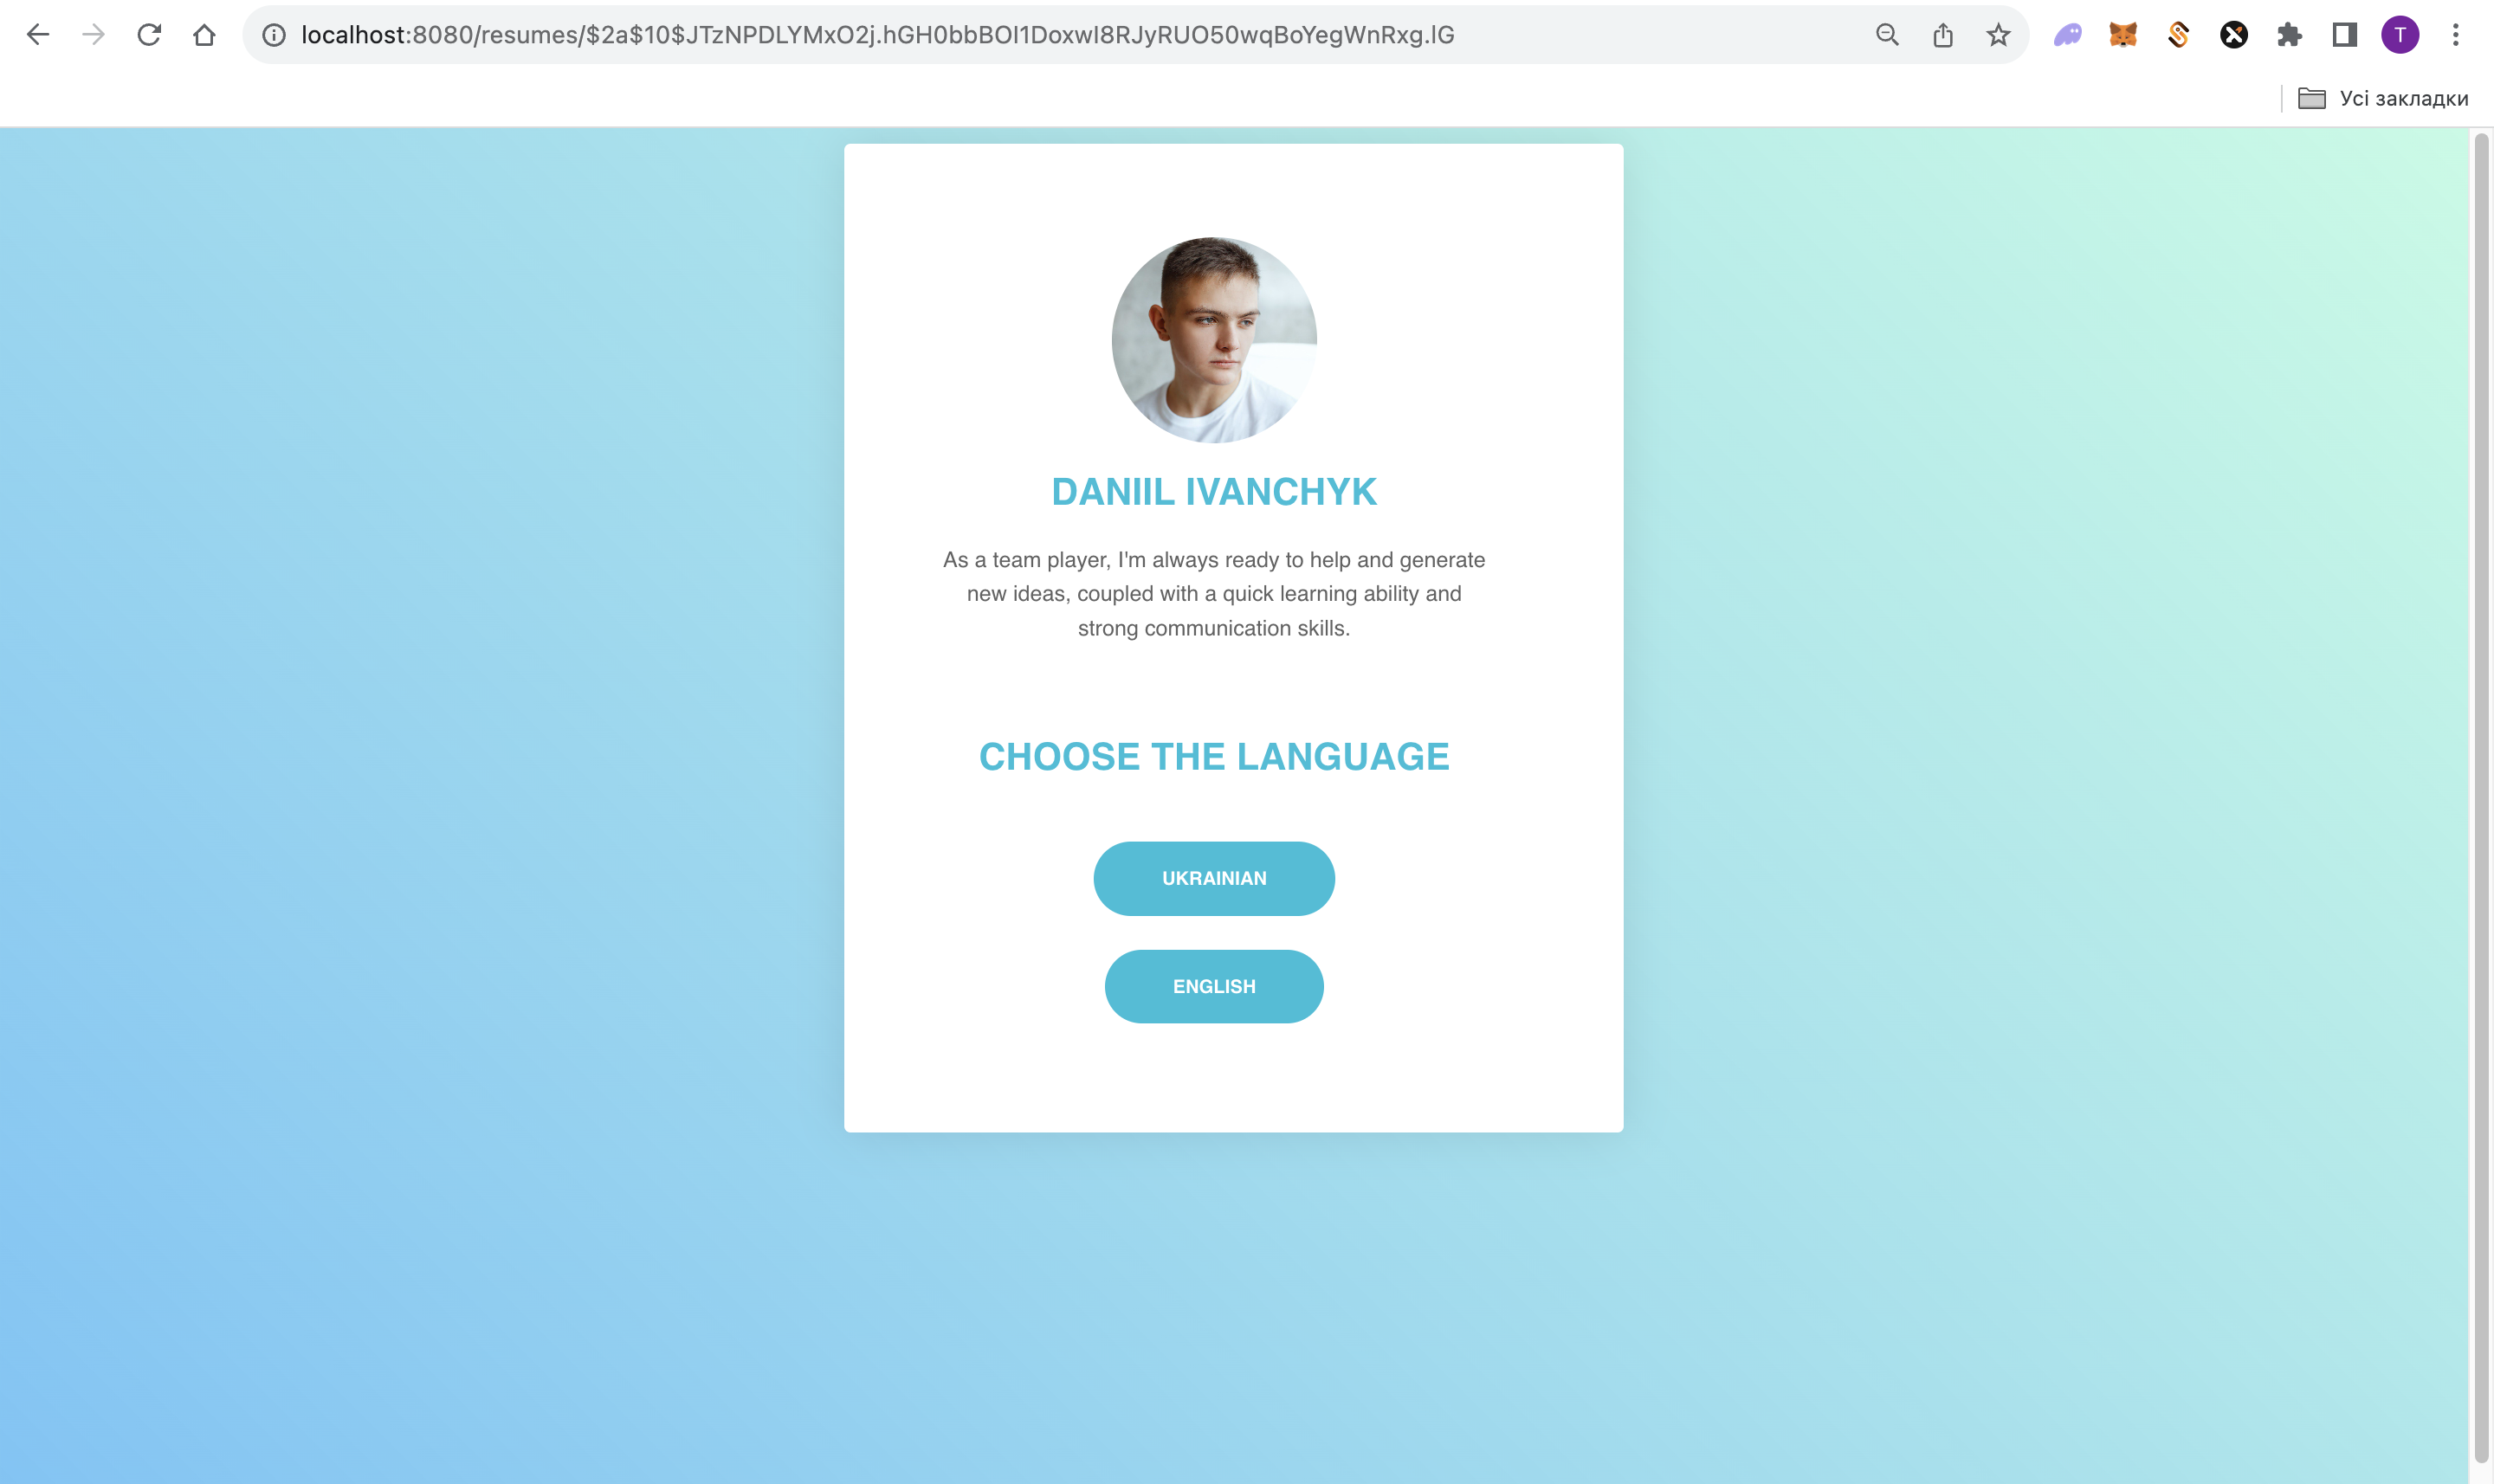 localhost:8080/resumes/$2a$10$JTzNPDLYMxO2j.hGH0bbBOI1DoxwI8RJyRUO50wqBoYegWnRxg.lG
T
Усі закладки
DANIIL IVANCHYK
As a team player, I'm always ready to help and generate
new ideas, coupled with a quick learning ability and
strong communication skills.
CHOOSE THE LANGUAGE
UKRAINIAN
ENGLISH